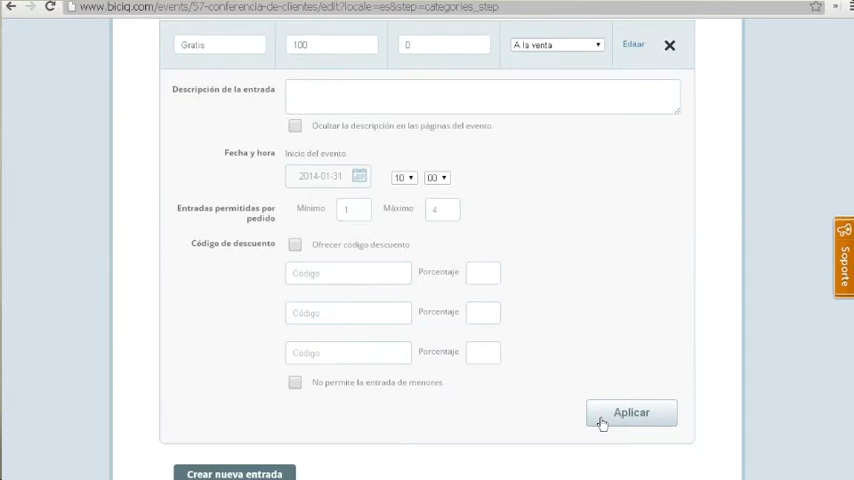 www.biciq.com/events/57-conferencia-de-clientes/edit?locale=es&step=categories_step
Gratis 100 0 A la venta Editar
Descripción de la entrada
Ocultar la descripción en las páginas del evento
Fecha y hora Inicio del evento
2014-01-31 10 00
Entradas permitidas por Mínimo 1 Máximo 4
pedido
Código de descuento Ofrecer código descuento
Código Porcentaje
Código Porcentaje
Código Porcentaje
No permite la entrada de menores
Aplicar
Crear nueva entrada
Soporte